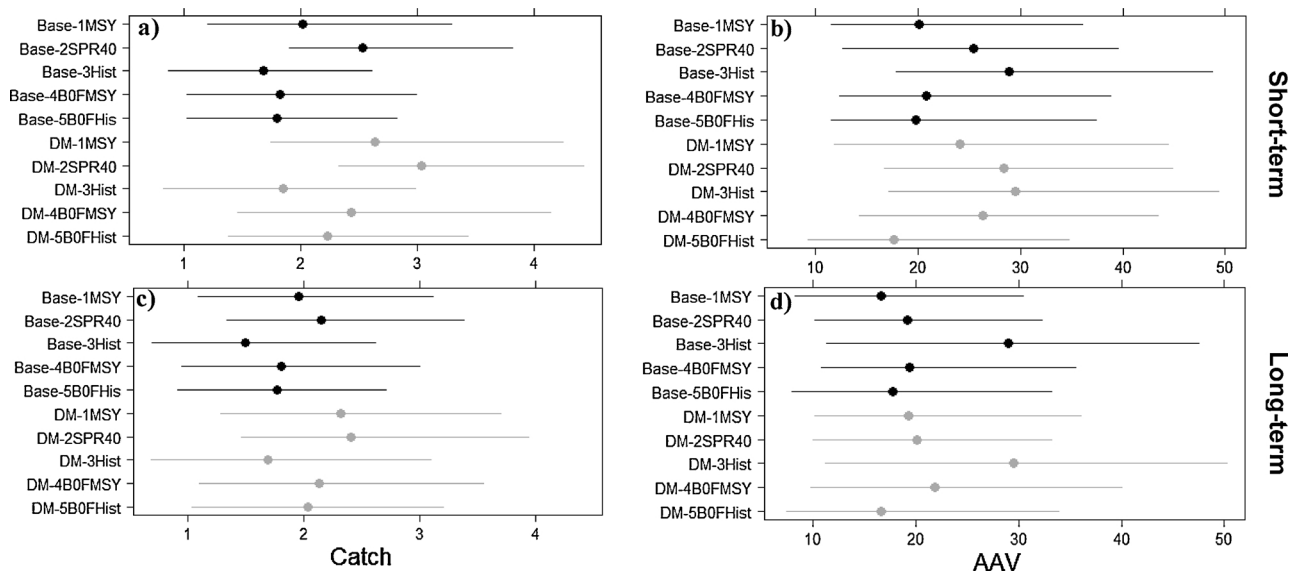 a)
Base-1MSY
Base-2SPR40
Base-3Hist
Base-4B0FMSY
Base-5B0FHis
DM-1MSY
DM-2SPR40
DM-3Hist
DM-4B0FMSY
DM-5B0FHist
1 2 3 4
b)
Base-1MSY
Base-2SPR40
Base-3Hist
Base-4B0FMSY
Base-5B0FHis
DM-1MSY
DM-2SPR40
DM-3Hist
DM-4B0FMSY
DM-5B0FHist
10 20 30 40 50
Short-term
c)
Base-1MSY
Base-2SPR40
Base-3Hist
Base-4B0FMSY
Base-5B0FHis
DM-1MSY
DM-2SPR40
DM-3Hist
DM-4B0FMSY
DM-5B0FHist
1 2 3 4
Catch
d)
Base-1MSY
Base-2SPR40
Base-3Hist
Base-4B0FMSY
Base-5B0FHis
DM-1MSY
DM-2SPR40
DM-3Hist
DM-4B0FMSY
DM-5B0FHist
10 20 30 40 50
AAV
Long-term